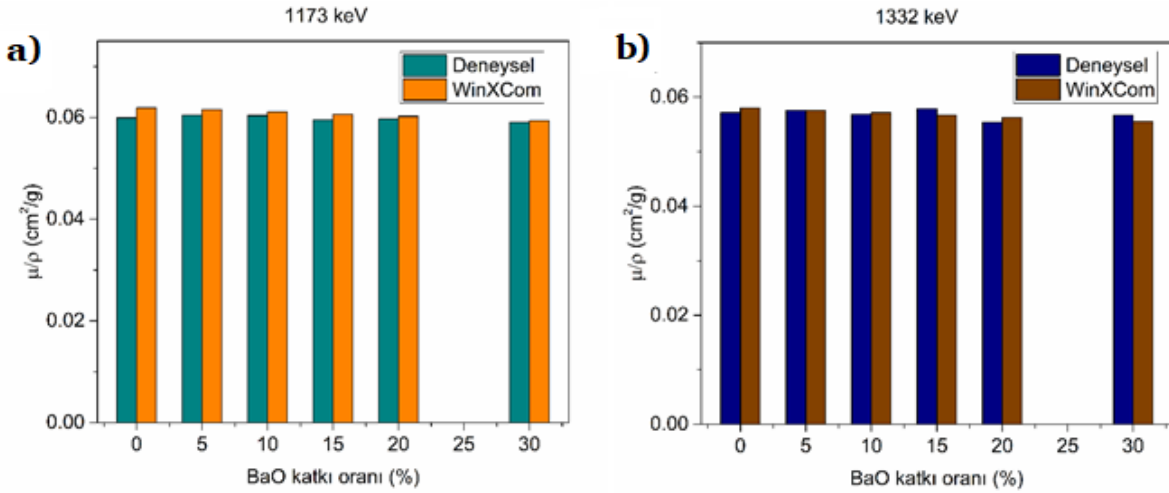 a)
1173 keV
Deneysel
WinXCom
μ/ρ (cm²/g)
0.06
0.04
0.02
0.00
0 5 10 15 20 25 30
BaO katkı oranı (%)
b)
1332 keV
Deneysel
WinXCom
μ/ρ (cm²/g)
0.06
0.04
0.02
0.00
0 5 10 15 20 25 30
BaO katkı oranı (%)